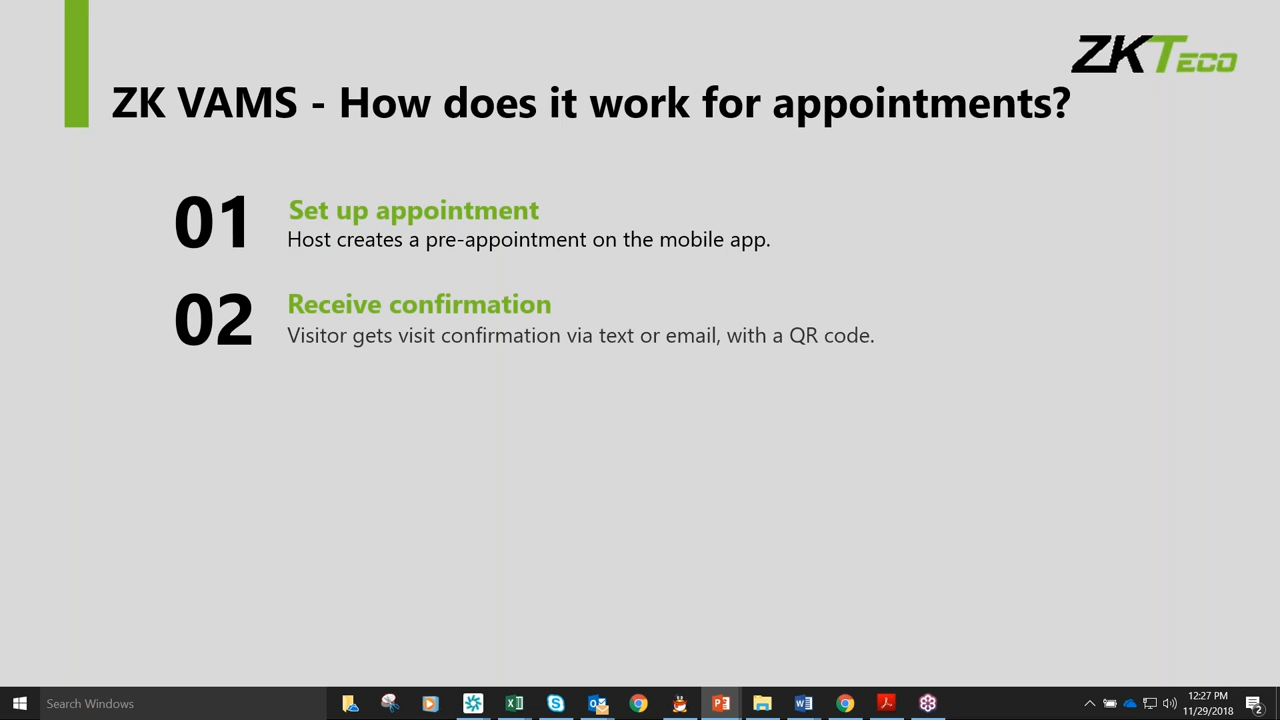 ZKTECO
ZK VAMS - How does it work for appointments?
01
Set up appointment
Host creates a pre-appointment on the mobile app.
02
Receive confirmation
Visitor gets visit confirmation via text or email, with a QR code.
Search Windows
12:27 PM
11/29/2018
2